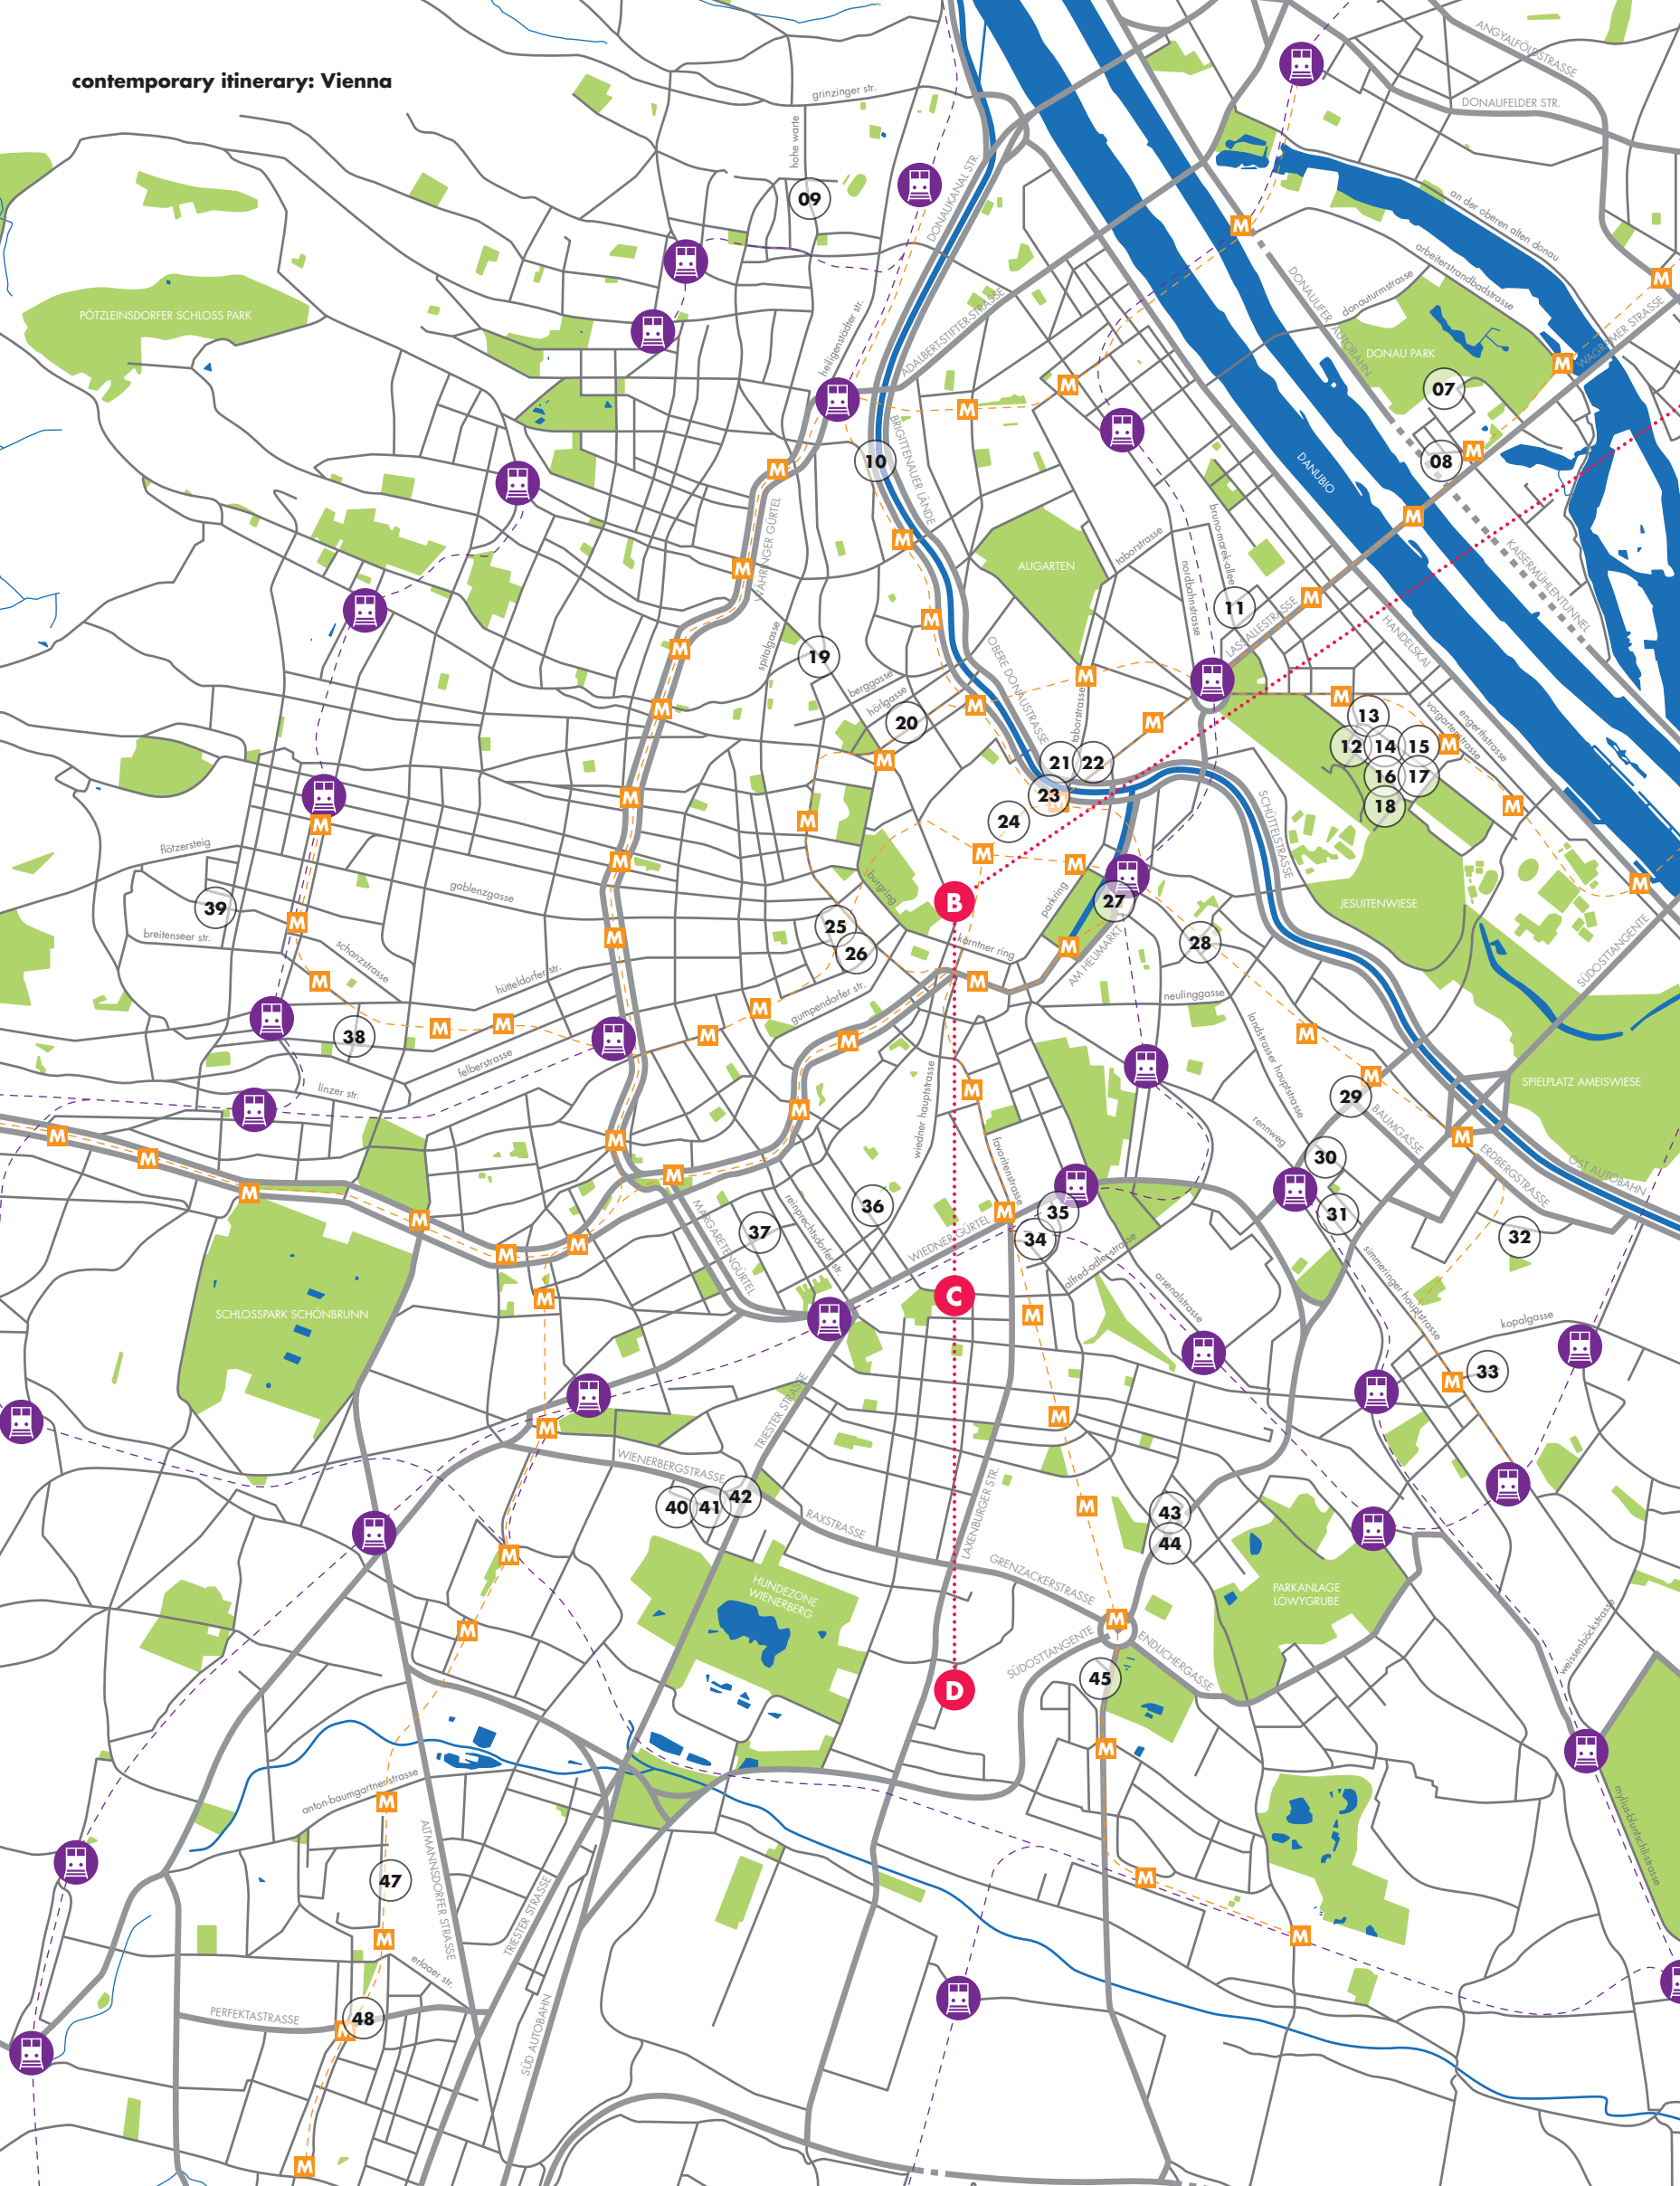 contemporary itinerary: Vienna
ANGYALFÖLDSTRASSE
DONAUFELDER STR.
grinzinger str.
hohe warte
09
DONAUKANAL STR.
an der oberen alten donau
arbeiterstrandbadstrasse
donauturmstrasse
DONAUUFER AUTOBAHN
WAGRAMER STRASSE
PÖTZLEINSDORFER SCHLOSS PARK
heiligenstädter str.
ADALBERT-STIFTER-STRASSE
DONAU PARK
07
08
10
BRIGITTENAUER LÄNDE
DANUBIO
WÄHRINGER GÜRTEL
AUGARTEN
taborstrasse
bruno-marek-allee
nordbahnstrasse
KAISERMÜHLENTUNNEL
11
LASSALLESTRASSE
HANDELSKAI
spitalgasse
19
OBERE DONAUSTRASSE
berggasse
hörlgasse
20
taborstrasse
vorgartenstrasse
engerthstrasse
13
12
14
15
16
17
18
21
22
23
24
SCHÜTTELSTRASSE
flötzersteig
gablenzgasse
39
breitenseer str.
schanzstrasse
hütteldorfer str.
burgring
B
parkring
27
JESUITENWIESE
25
26
kärntner ring
AM HEUMARKT
28
SÜDOSTTANGENTE
neulinggasse
gumpendorfer str.
38
felberstrasse
linzer str.
landstrasser hauptstrasse
wiedner hauptstrasse
SPIELPLATZ AMEISWIESE
29
BAUMGASSE
rennweg
30
ERDBERGSTRASSE
OST AUTOBAHN
favoritenstrasse
MARGARETENGÜRTEL
reinprechtsdorfer str.
36
37
35
34
31
32
WIEDNER GÜRTEL
alfred-adler-strasse
arsenalstrasse
simmeringer hauptstrasse
SCHLOSSPARK SCHÖNBRUNN
C
kopalgasse
33
TRIESTER STRASSE
WIENERBERGSTRASSE
40
41
42
RAXSTRASSE
LAXENBURGER STR.
43
44
GRENZACKERSTRASSE
HUNDEZONE
WIENERBERG
PARKANLAGE
LÖWYGRUBE
SÜDOSTTANGENTE
ENDLICHERGASSE
weissenböckstrasse
D
45
anton-baumgartner-strasse
ALTMANNSDORFER STRASSE
mylius-bluntschli-strasse
47
TRIESTER STRASSE
erlaaer str.
PERFEKTASTRASSE
48
SÜD AUTOBAHN